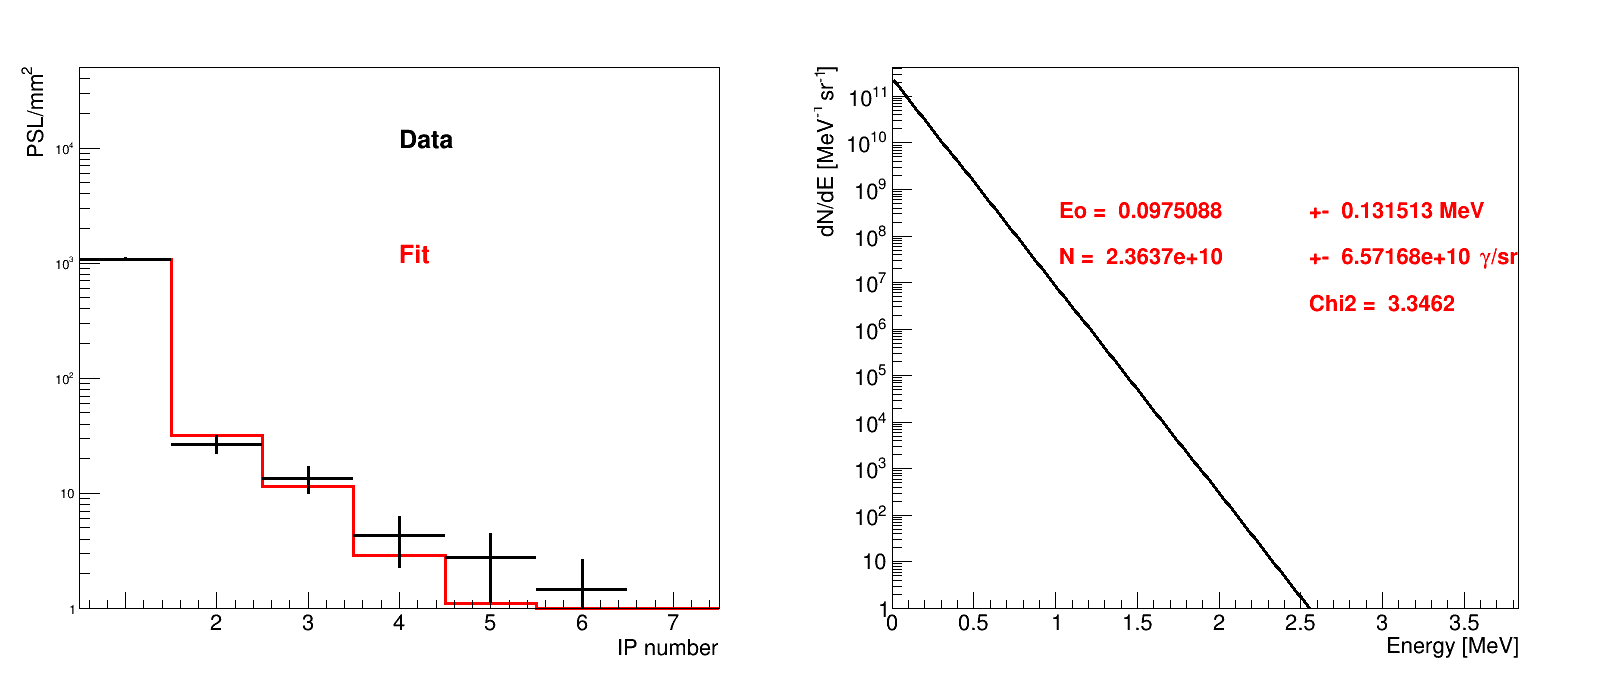 PSL/mm²
10⁴
10³
10²
10
1
Data
Fit
2 3 4 5 6 7
IP number
dN/dE [MeV⁻¹ sr⁻¹]
10¹¹
10¹⁰
10⁹
10⁸
10⁷
10⁶
10⁵
10⁴
10³
10²
10
1
Eo = 0.0975088 +- 0.131513 MeV
N = 2.3637e+10 +- 6.57168e+10 γ/sr
Chi2 = 3.3462
0 0.5 1 1.5 2 2.5 3 3.5
Energy [MeV]